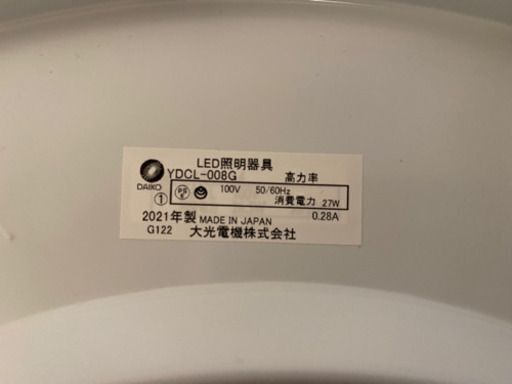 LED照明器具
DAIKO YDCL-008G 高力率
① PSE 100V 50/60Hz
消費電力 27W
2021年製 MADE IN JAPAN 0.28A
G122 大光電機株式会社